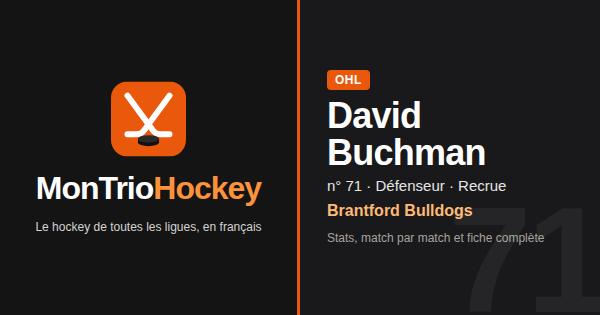 MonTrioHockey
Le hockey de toutes les ligues, en français
OHL
David
Buchman
n° 71 · Défenseur · Recrue
Brantford Bulldogs
Stats, match par match et fiche complète
71